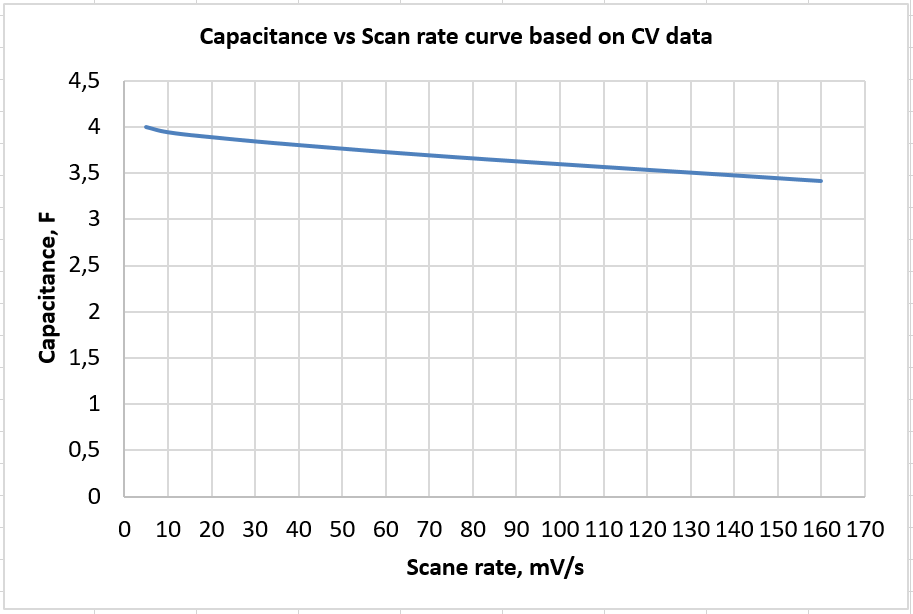 Capacitance vs Scan rate curve based on CV data
4,5
4
3,5
3
2,5
2
1,5
1
0,5
0
Capacitance, F
0 10 20 30 40 50 60 70 80 90 100 110 120 130 140 150 160 170
Scane rate, mV/s